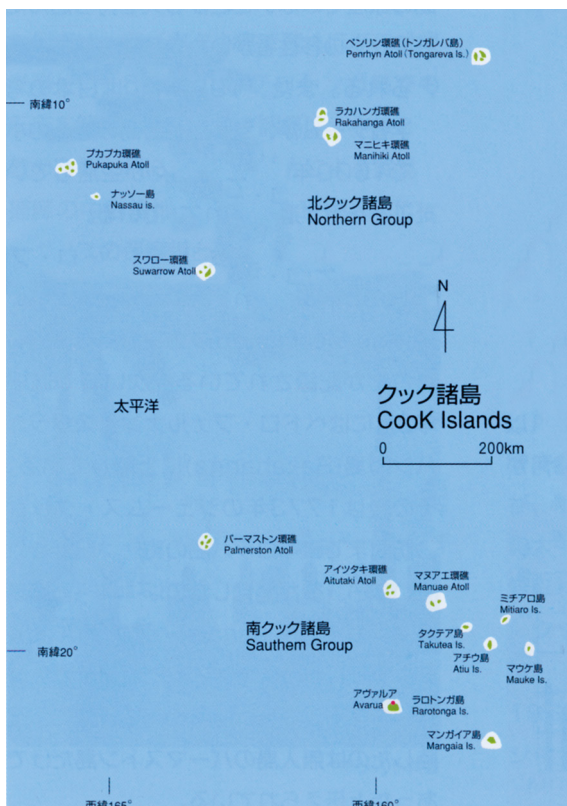 ペンリン環礁(トンガレバ島)
Penrhyn Atoll (Tongareva Is.)
南緯10°
ラカハンガ環礁
Rakahanga Atoll
マニヒキ環礁
Manihiki Atoll
プカプカ環礁
Pukapuka Atoll
ナッソー島
Nassau is.
北クック諸島
Northern Group
スワロー環礁
Suwarrow Atoll
N
太平洋
クック諸島
CooK Islands
0 200km
パーマストン環礁
Palmerston Atoll
アイツタキ環礁
Aitutaki Atoll
マヌアエ環礁
Manuae Atoll
ミチアロ島
Mitiaro Is.
南クック諸島
Sauthem Group
タクテア島
Takutea Is.
アチウ島
Atiu Is.
マウケ島
Mauke Is.
南緯20°
アヴァルア
Avarua
ラロトンガ島
Rarotonga Is.
マンガイア島
Mangaia Is.
西経165°
西経160°